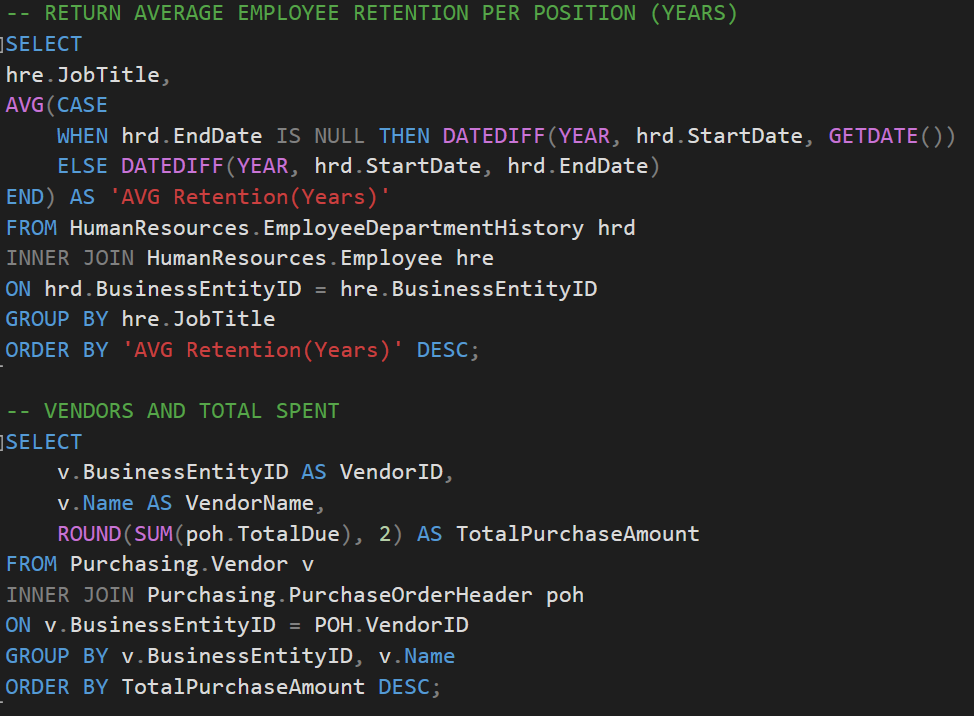 -- RETURN AVERAGE EMPLOYEE RETENTION PER POSITION (YEARS)
SELECT
hre.JobTitle,
AVG(CASE
    WHEN hrd.EndDate IS NULL THEN DATEDIFF(YEAR, hrd.StartDate, GETDATE())
    ELSE DATEDIFF(YEAR, hrd.StartDate, hrd.EndDate)
END) AS 'AVG Retention(Years)'
FROM HumanResources.EmployeeDepartmentHistory hrd
INNER JOIN HumanResources.Employee hre
ON hrd.BusinessEntityID = hre.BusinessEntityID
GROUP BY hre.JobTitle
ORDER BY 'AVG Retention(Years)' DESC;

-- VENDORS AND TOTAL SPENT
SELECT
    v.BusinessEntityID AS VendorID,
    v.Name AS VendorName,
    ROUND(SUM(poh.TotalDue), 2) AS TotalPurchaseAmount
FROM Purchasing.Vendor v
INNER JOIN Purchasing.PurchaseOrderHeader poh
ON v.BusinessEntityID = POH.VendorID
GROUP BY v.BusinessEntityID, v.Name
ORDER BY TotalPurchaseAmount DESC;